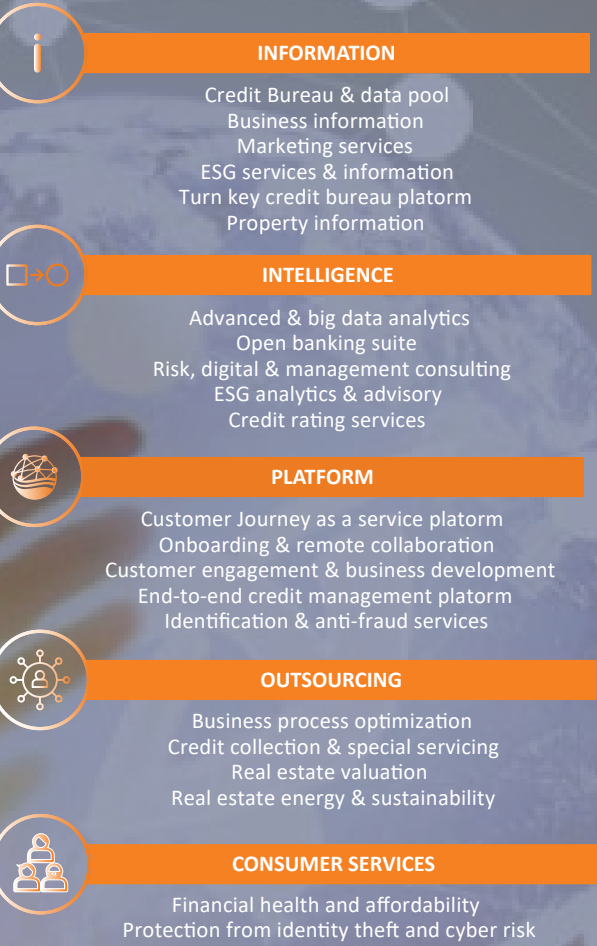 INFORMATION
Credit Bureau & data pool
Business information
Marketing services
ESG services & information
Turn key credit bureau platorm
Property information
INTELLIGENCE
Advanced & big data analytics
Open banking suite
Risk, digital & management consulting
ESG analytics & advisory
Credit rating services
PLATFORM
Customer Journey as a service platorm
Onboarding & remote collaboration
Customer engagement & business development
End-to-end credit management platorm
Identification & anti-fraud services
OUTSOURCING
Business process optimization
Credit collection & special servicing
Real estate valuation
Real estate energy & sustainability
CONSUMER SERVICES
Financial health and affordability
Protection from identity theft and cyber risk